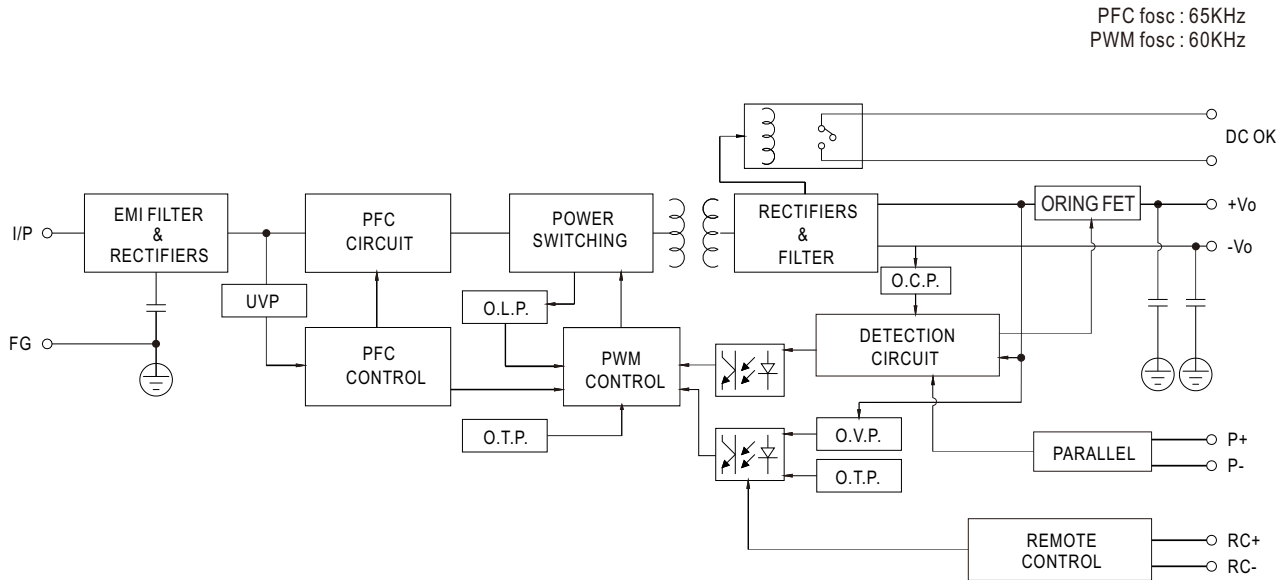 PFC fosc : 65KHz
PWM fosc : 60KHz
DC OK
I/P
EMI FILTER
&
RECTIFIERS
PFC
CIRCUIT
POWER
SWITCHING
RECTIFIERS
&
FILTER
ORING FET
+Vo
-Vo
UVP
O.L.P.
O.C.P.
FG
PFC
CONTROL
PWM
CONTROL
DETECTION
CIRCUIT
O.T.P.
O.V.P.
O.T.P.
PARALLEL
P+
P-
REMOTE
CONTROL
RC+
RC-